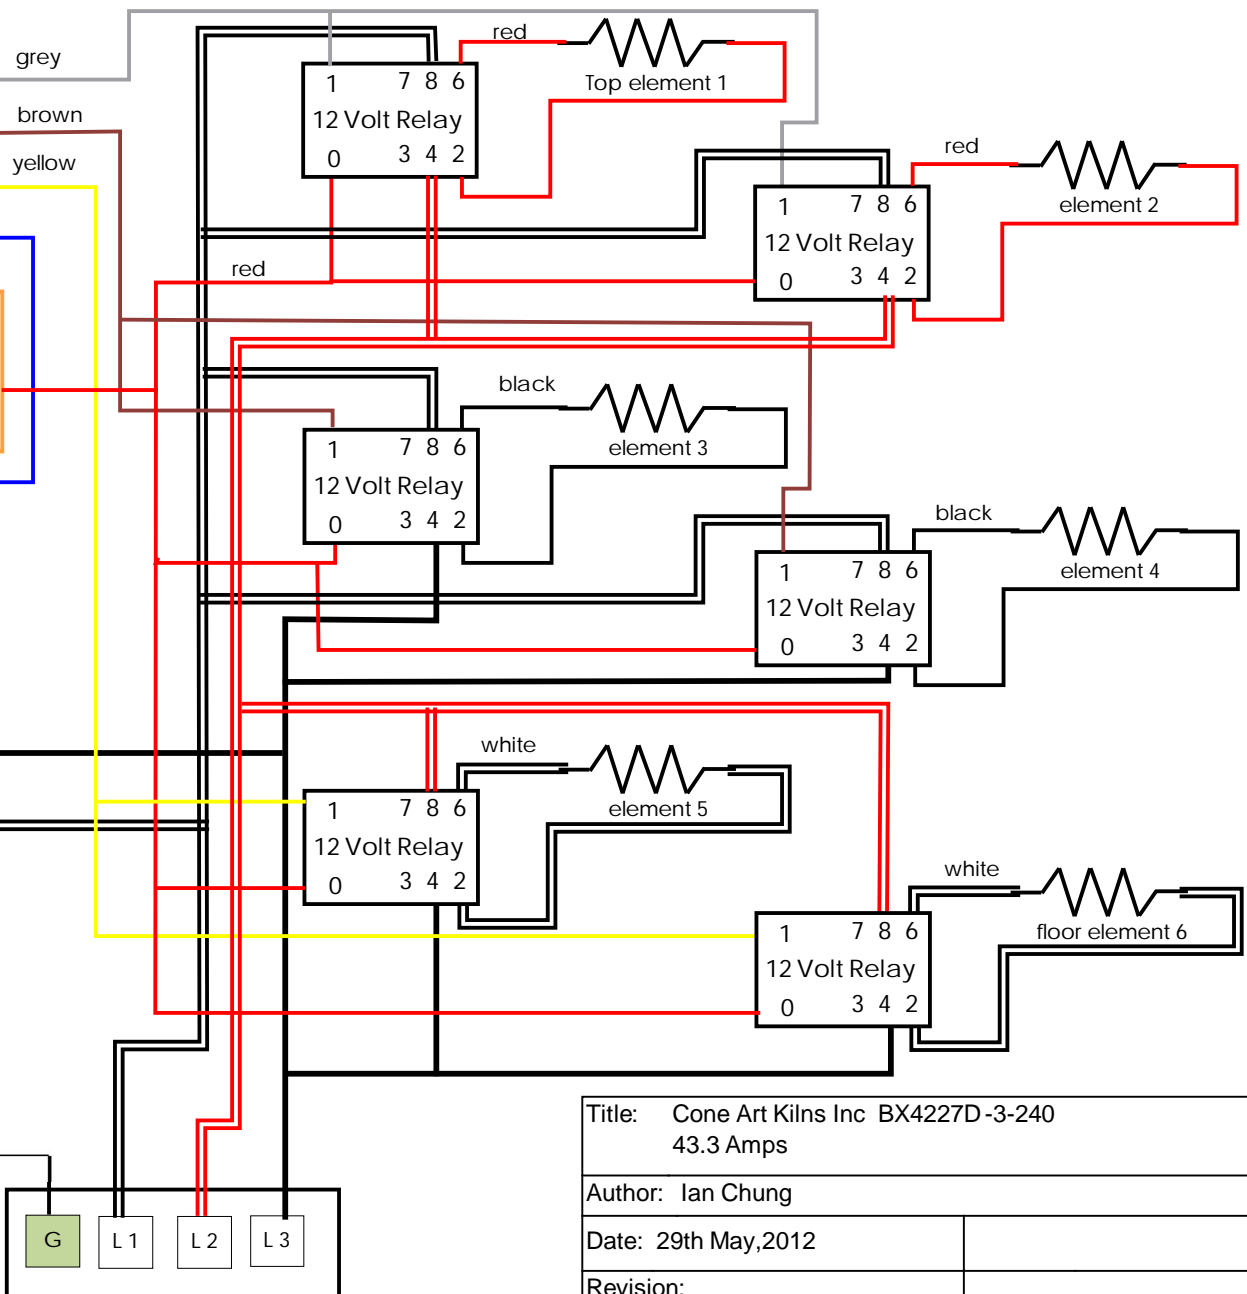 grey
red
Top element 1
1 7 8 6
12 Volt Relay
0 3 4 2
brown
yellow
red
element 2
1 7 8 6
12 Volt Relay
0 3 4 2
red
black
element 3
1 7 8 6
12 Volt Relay
0 3 4 2
black
element 4
1 7 8 6
12 Volt Relay
0 3 4 2
white
element 5
1 7 8 6
12 Volt Relay
0 3 4 2
white
floor element 6
1 7 8 6
12 Volt Relay
0 3 4 2
G L 1 L 2 L 3
Title: Cone Art Kilns Inc BX4227D-3-240
43.3 Amps
Author: Ian Chung
Date: 29th May,2012
Revision: